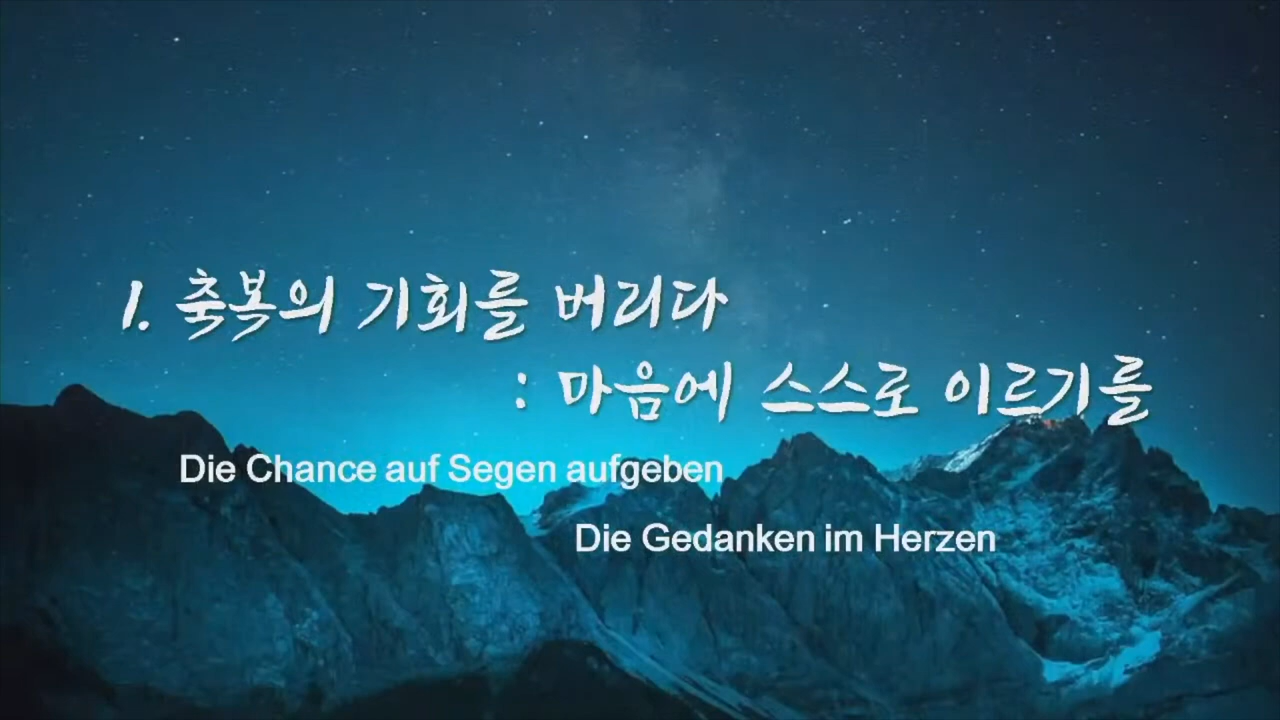 1. 축복의 기회를 버리다
: 마음에 스스로 이르기를
Die Chance auf Segen aufgeben
Die Gedanken im Herzen